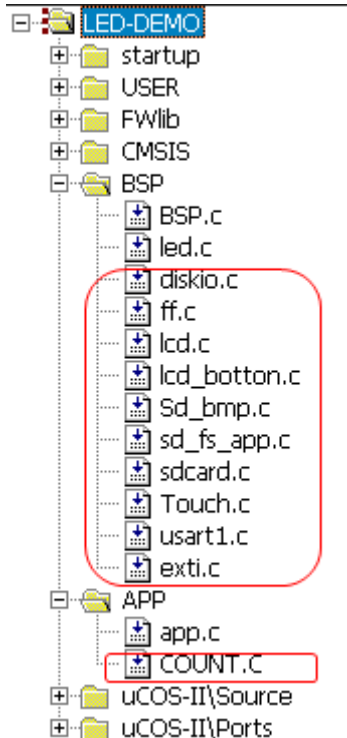 LED-DEMO
startup
USER
FWlib
CMSIS
BSP
BSP.c
led.c
diskio.c
ff.c
lcd.c
lcd_botton.c
Sd_bmp.c
sd_fs_app.c
sdcard.c
Touch.c
usart1.c
exti.c
APP
app.c
COUNT.C
uCOS-II\Source
uCOS-II\Ports